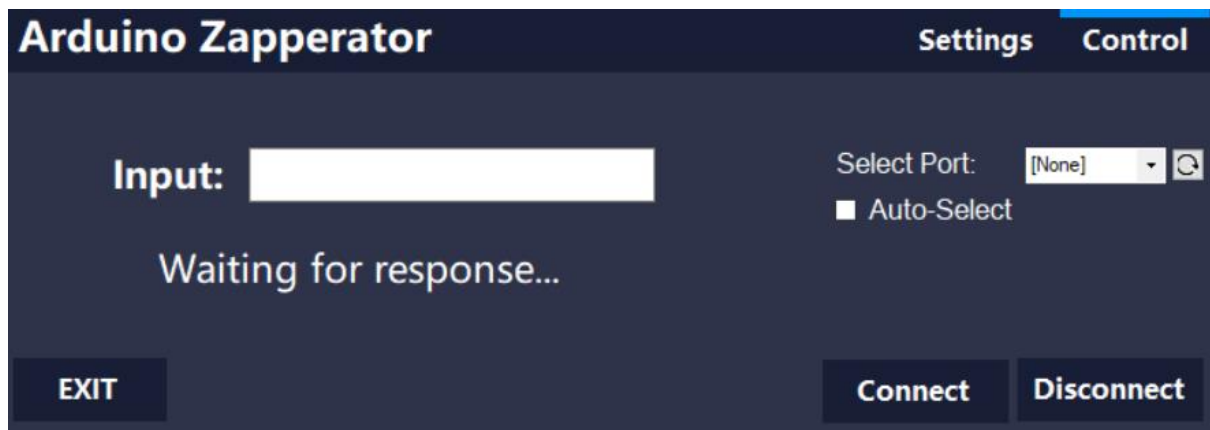 Arduino Zapperator
Settings
Control
Input:
Select Port:
[None]
Auto-Select
Waiting for response...
EXIT
Connect
Disconnect